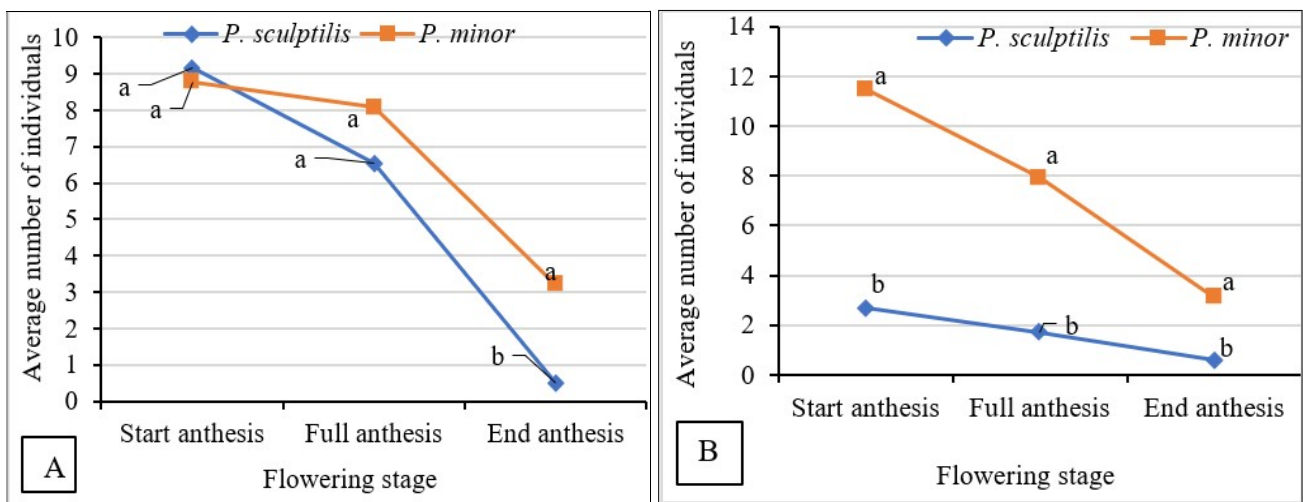 P. sculptilis P. minor
Average number of individuals
10
9
8
7
6
5
4
3
2
1
0
a
a
a
a
a
b
Start anthesis Full anthesis End anthesis
Flowering stage
A
P. sculptilis P. minor
Average number of individuals
14
12
10
8
6
4
2
0
a
a
a
b
b
b
Start anthesis Full anthesis End anthesis
Flowering stage
B